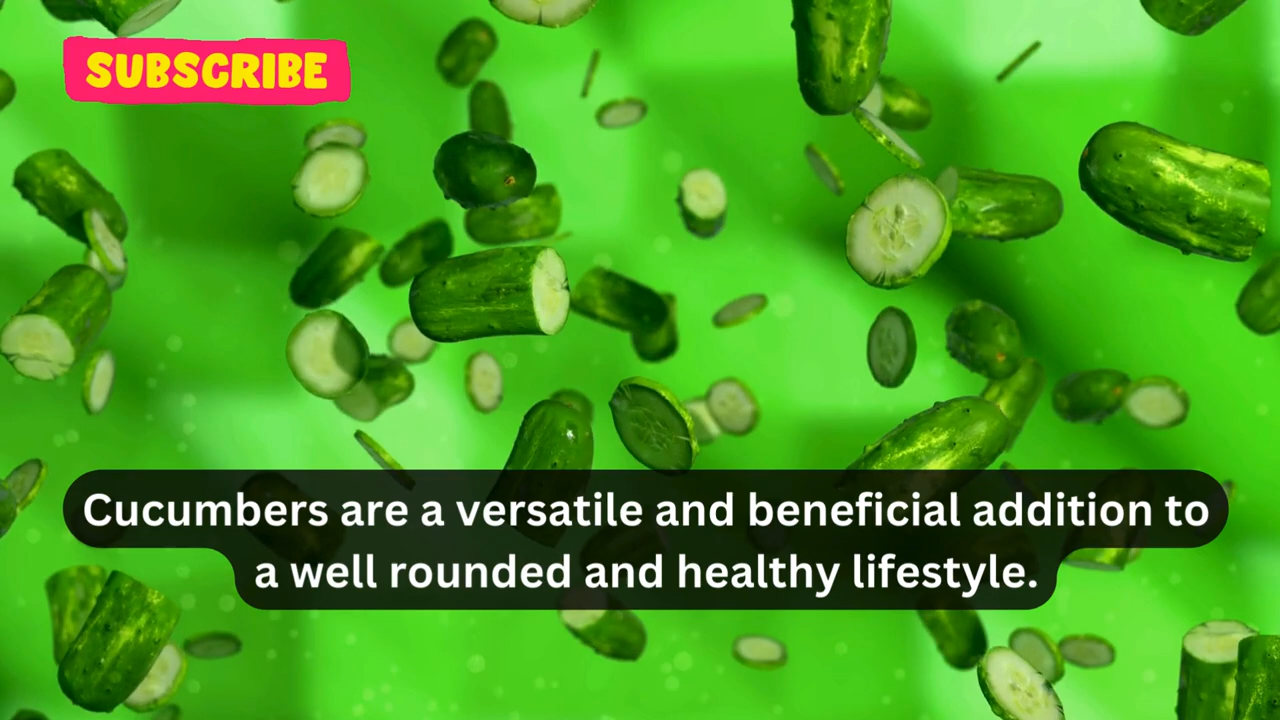 SUBSCRIBE
Cucumbers are a versatile and beneficial addition to
a well rounded and healthy lifestyle.